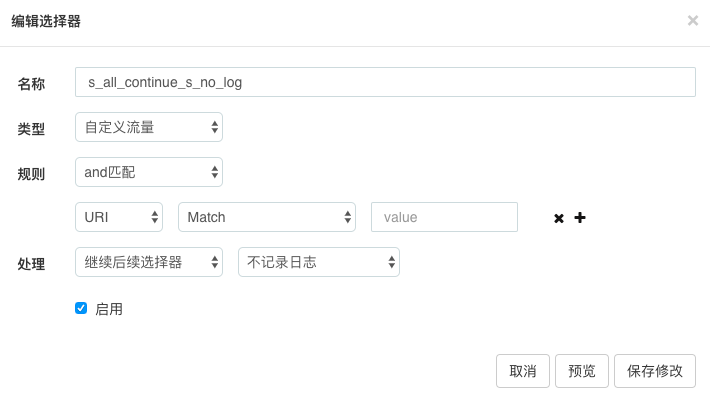 编辑选择器 ×
名称 s_all_continue_s_no_log
类型 自定义流量
规则 and匹配
URI Match value
处理 继续后续选择器 不记录日志
启用
取消 预览 保存修改